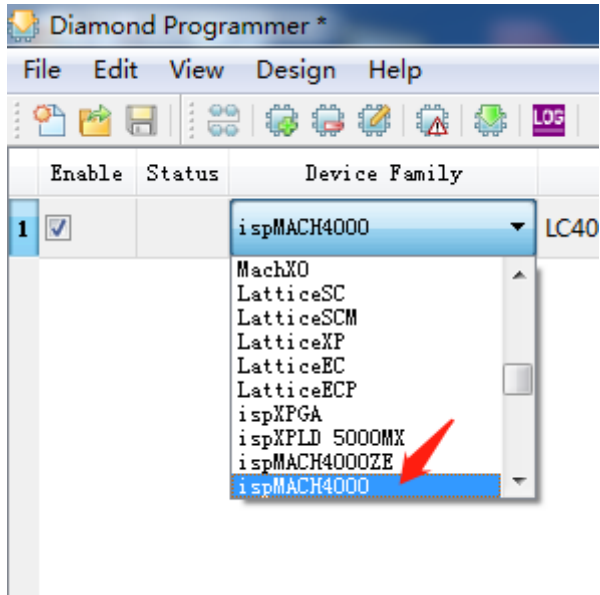 Diamond Programmer *
File Edit View Design Help
LOG
Enable Status Device Family
1 ispMACH4000 LC40
MachXO
LatticeSC
LatticeSCM
LatticeXP
LatticeEC
LatticeECP
ispXPGA
ispXPLD 5000MX
ispMACH4000ZE
ispMACH4000